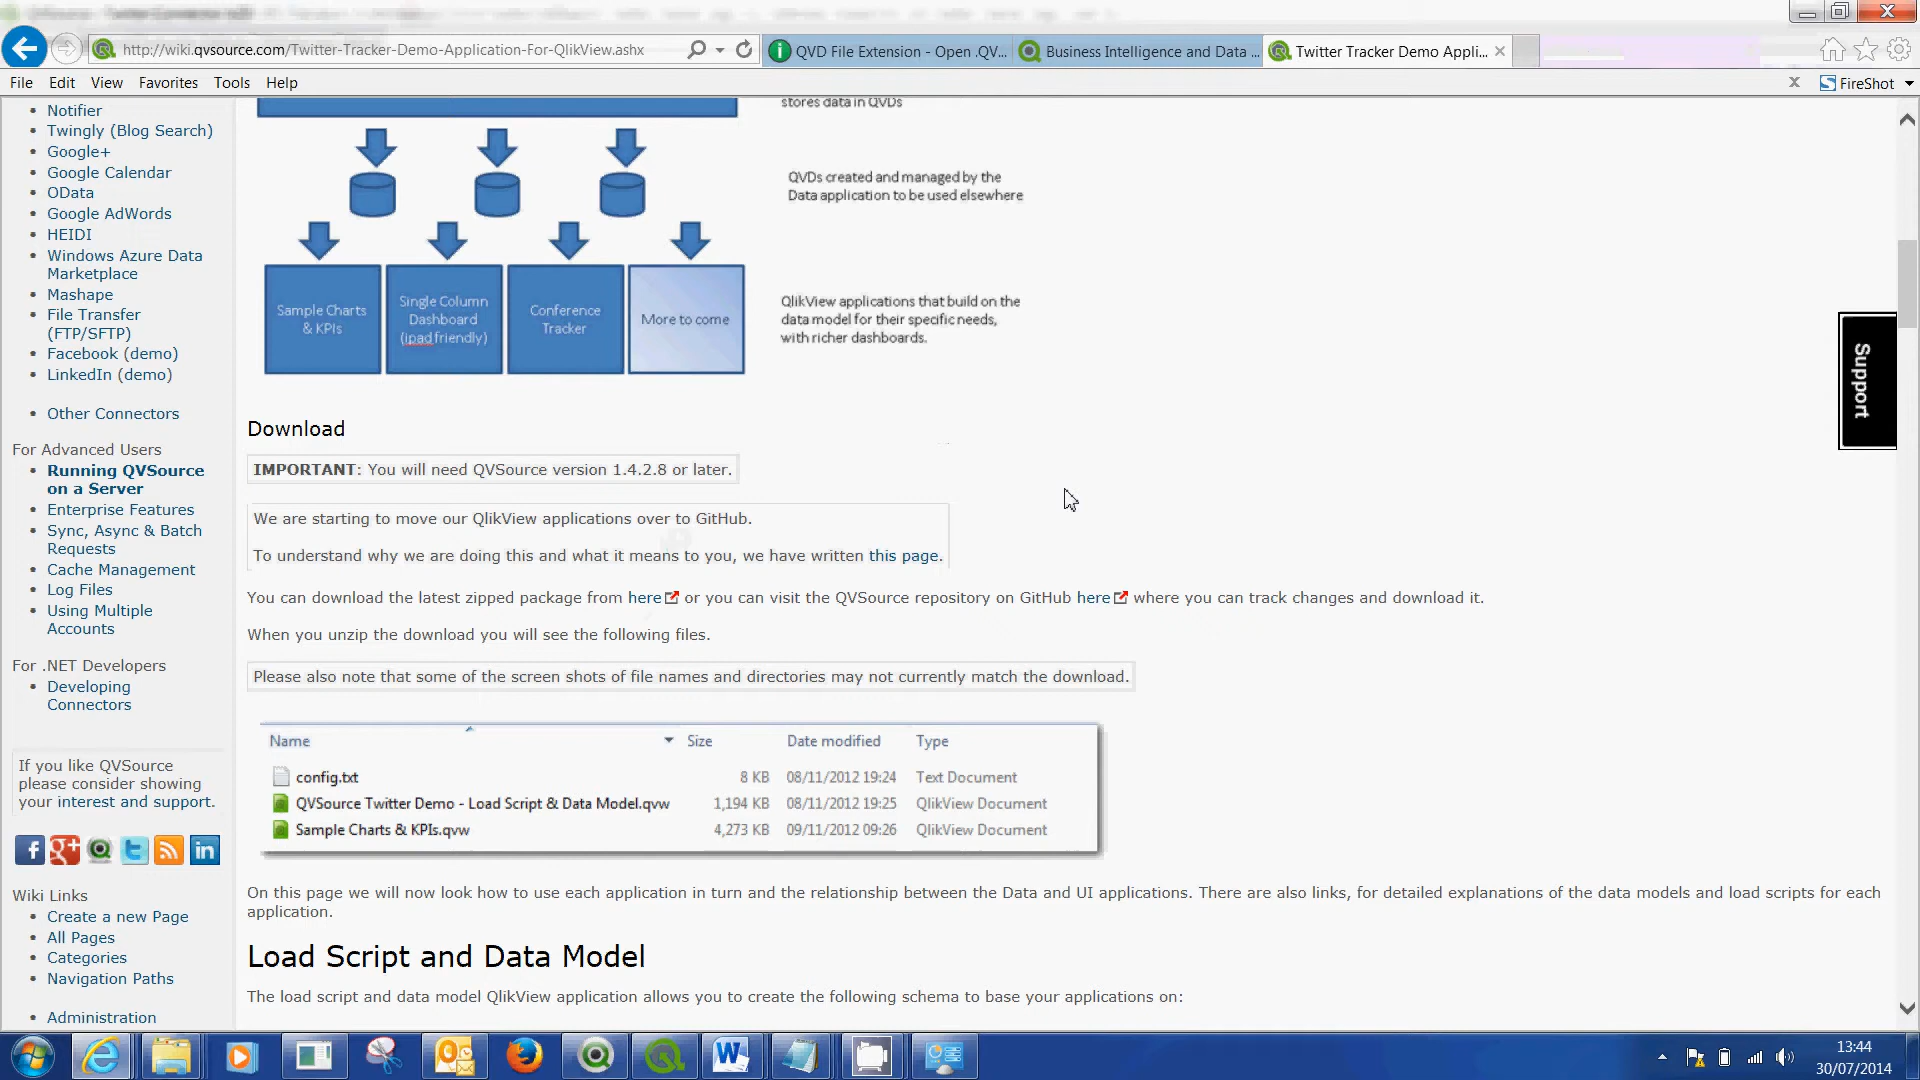 http://wiki.qvsource.com/Twitter-Tracker-Demo-Application-For-QlikView.ashx
QVD File Extension - Open .QV...
Business Intelligence and Data ...
Twitter Tracker Demo Appli...
File Edit View Favorites Tools Help
FireShot
Notifier
Twingly (Blog Search)
Google+
Google Calendar
OData
Google AdWords
HEIDI
Windows Azure Data
Marketplace
Mashape
File Transfer
(FTP/SFTP)
Facebook (demo)
LinkedIn (demo)
Other Connectors
For Advanced Users
Running QVSource
on a Server
Enterprise Features
Sync, Async & Batch
Requests
Cache Management
Log Files
Using Multiple
Accounts
For .NET Developers
Developing
Connectors
If you like QVSource
please consider showing
your interest and support.
Wiki Links
Create a new Page
All Pages
Categories
Navigation Paths
Administration
stores data in QVDs
QVDs created and managed by the
Data application to be used elsewhere
Sample Charts
& KPIs
Single Column
Dashboard
(ipad friendly)
Conference
Tracker
More to come
QlikView applications that build on the
data model for their specific needs,
with richer dashboards.
Support
Download
IMPORTANT: You will need QVSource version 1.4.2.8 or later.
We are starting to move our QlikView applications over to GitHub.
To understand why we are doing this and what it means to you, we have written this page.
You can download the latest zipped package from here or you can visit the QVSource repository on GitHub here where you can track changes and download it.
When you unzip the download you will see the following files.
Please also note that some of the screen shots of file names and directories may not currently match the download.
Name Size Date modified Type
config.txt 8 KB 08/11/2012 19:24 Text Document
QVSource Twitter Demo - Load Script & Data Model.qvw 1,194 KB 08/11/2012 19:25 QlikView Document
Sample Charts & KPIs.qvw 4,273 KB 09/11/2012 09:26 QlikView Document
On this page we will now look how to use each application in turn and the relationship between the Data and UI applications. There are also links, for detailed explanations of the data models and load scripts for each
application.
Load Script and Data Model
The load script and data model QlikView application allows you to create the following schema to base your applications on:
13:44
30/07/2014